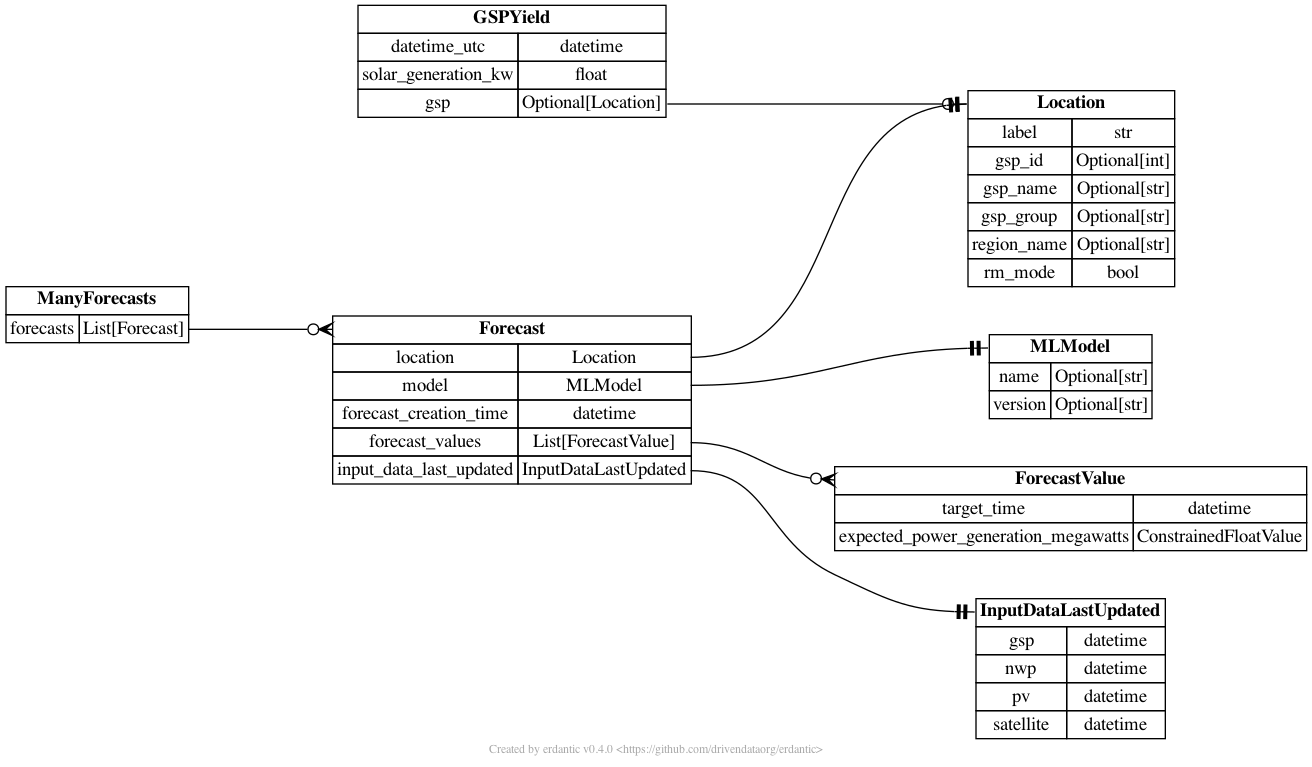 GSPYield
datetime_utc datetime
solar_generation_kw float
gsp Optional[Location]
Location
label str
gsp_id Optional[int]
gsp_name Optional[str]
gsp_group Optional[str]
region_name Optional[str]
rm_mode bool
ManyForecasts
forecasts List[Forecast]
Forecast
location Location
model MLModel
forecast_creation_time datetime
forecast_values List[ForecastValue]
input_data_last_updated InputDataLastUpdated
MLModel
name Optional[str]
version Optional[str]
ForecastValue
target_time datetime
expected_power_generation_megawatts ConstrainedFloatValue
InputDataLastUpdated
gsp datetime
nwp datetime
pv datetime
satellite datetime
Created by erdantic v0.4.0 <https://github.com/drivendataorg/erdantic>